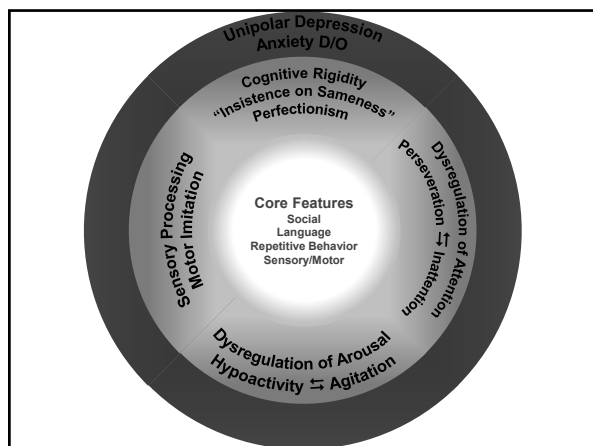 Unipolar Depression
Anxiety D/O
Cognitive Rigidity
“Insistence on Sameness”
Perfectionism
Dysregulation of Attention
Perseveration ⇄ Inattention
Sensory Processing
Motor Imitation
Core Features
Social
Language
Repetitive Behavior
Sensory/Motor
Dysregulation of Arousal
Hypoactivity ⇆ Agitation